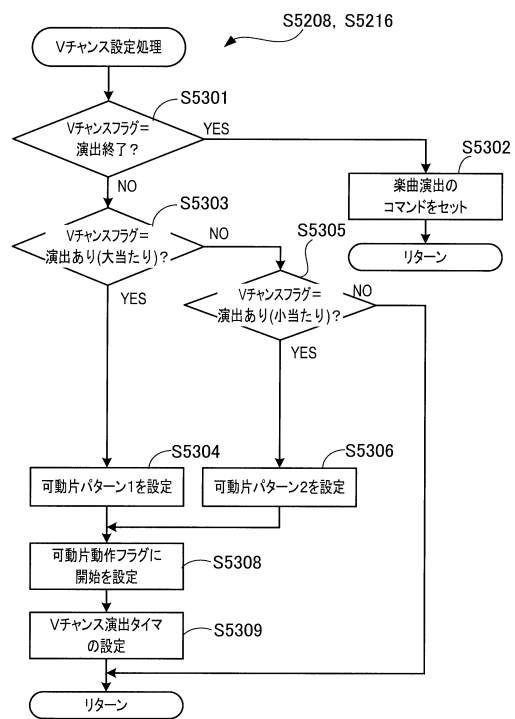 S5208, S5216
Vチャンス設定処理
S5301
Vチャンスフラグ=
演出終了?
YES
NO
S5302
楽曲演出の
コマンドをセット
リターン
S5303
Vチャンスフラグ=
演出あり(大当たり)?
NO
YES
S5305
Vチャンスフラグ=
演出あり(小当たり)?
NO
YES
S5304
可動片パターン1を設定
S5306
可動片パターン2を設定
可動片動作フラグに
開始を設定
S5308
Vチャンス演出タイマ
の設定
S5309
リターン